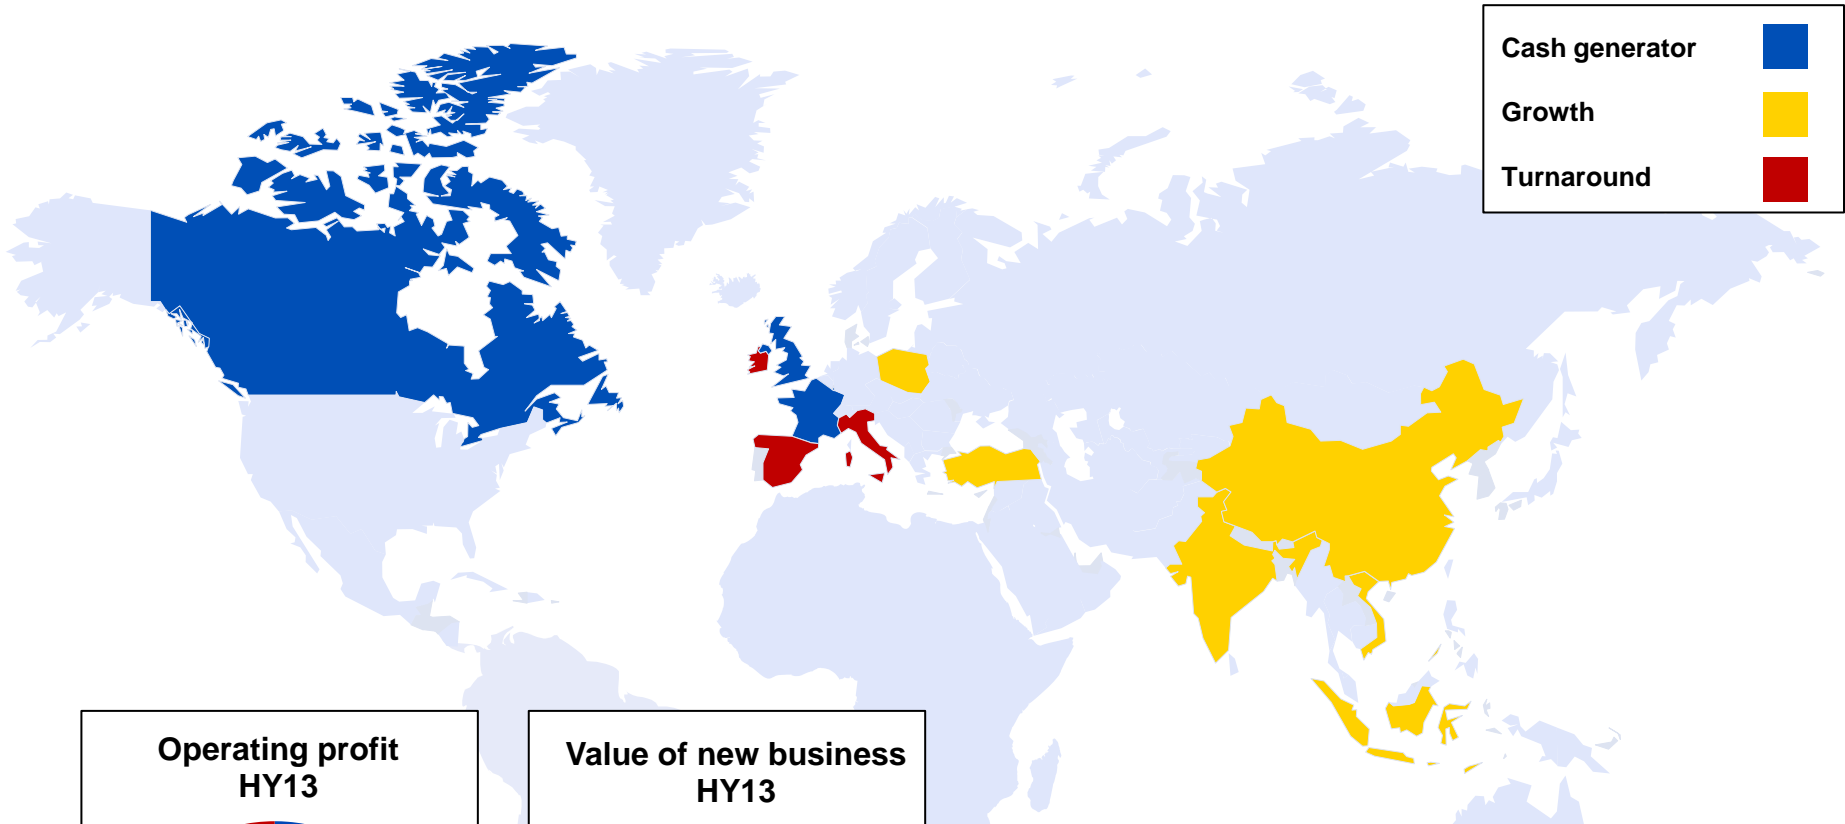 Cash generator
Growth
Turnaround
Operating profit
HY13
Value of new business
HY13